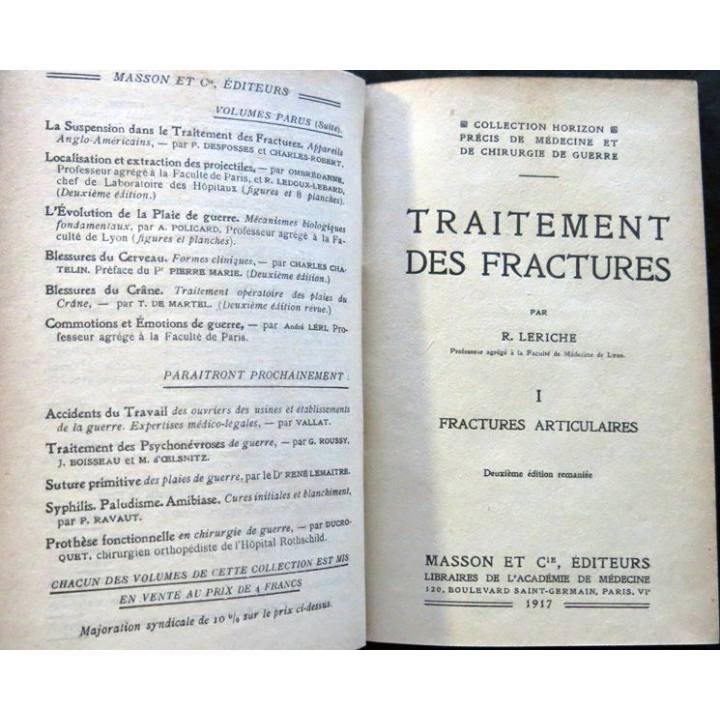 MASSON ET Cie, ÉDITEURS
VOLUMES PARUS (Suite).
La Suspension dans le Traitement des Fractures. Appareils
Anglo-Américains, — par P. DESFOSSES et CHARLES-ROBERT.
Localisation et extraction des projectiles, — par OMBRÉDANNE,
Professeur agrégé à la Faculté de Paris, et R. LEDOUX-LEBARD,
chef de Laboratoire des Hôpitaux (figures et 8 planches).
(Deuxième édition.)
L'Évolution de la Plaie de guerre. Mécanismes biologiques
fondamentaux, par A. POLICARD, Professeur agrégé à la Fa-
culté de Lyon (figures et planches).
Blessures du Cerveau. Formes cliniques, — par CHARLES CHA-
TELIN. Préface du Pr PIERRE MARIE. (Deuxième édition.)
Blessures du Crâne. Traitement opératoire des plaies du
Crâne, — par T. DE MARTEL. (Deuxième édition revue.)
Commotions et Émotions de guerre, — par André LÉRI, Pro-
fesseur agrégé à la Faculté de Paris.
PARAITRONT PROCHAINEMENT :
Accidents du Travail des ouvriers des usines et établissements
de la guerre. Expertises médico-légales, — par VALLAT.
Traitement des Psychonévroses de guerre, — par G. ROUSSY,
J. BOISSEAU et M. D'ŒLSNITZ.
Suture primitive des plaies de guerre, par le Dr RENÉ LEMAITRE.
Syphilis. Paludisme. Amibiase. Cures initiales et blanchiment,
par P. RAVAUT.
Prothèse fonctionnelle en chirurgie de guerre, — par DUCRO-
QUET, chirurgien orthopédiste de l'Hôpital Rothschild.
CHACUN DES VOLUMES DE CETTE COLLECTION EST MIS
EN VENTE AU PRIX DE 4 FRANCS
Majoration syndicale de 10 % sur le prix ci-dessus.
COLLECTION HORIZON
PRÉCIS DE MÉDECINE ET
DE CHIRURGIE DE GUERRE
TRAITEMENT
DES FRACTURES
PAR
R. LERICHE
Professeur agrégé à la Faculté de Médecine de Lyon.
I
FRACTURES ARTICULAIRES
Deuxième édition remaniée
MASSON ET CIE, ÉDITEURS
LIBRAIRES DE L'ACADÉMIE DE MÉDECINE
120, BOULEVARD SAINT-GERMAIN, PARIS, VIe
1917